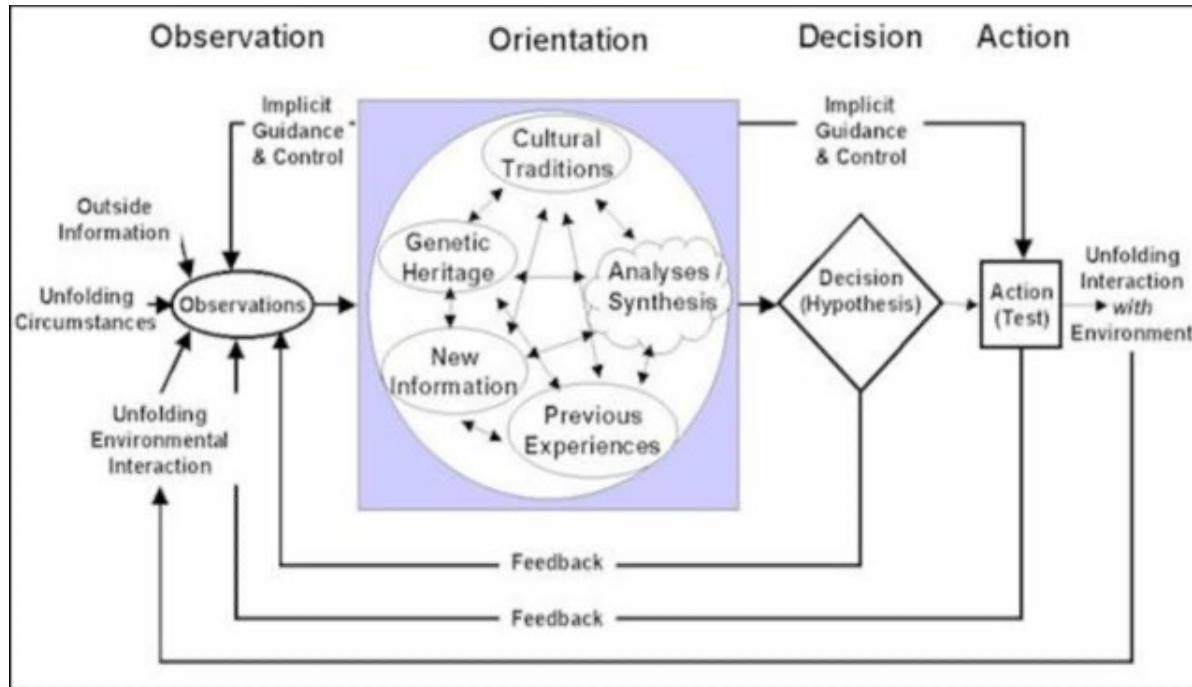 Observation
Orientation
Decision
Action
Implicit
Guidance
& Control
Implicit
Guidance
& Control
Outside
Information
Unfolding
Circumstances
Observations
Unfolding
Environmental
Interaction
Cultural
Traditions
Genetic
Heritage
Analyses /
Synthesis
New
Information
Previous
Experiences
Decision
(Hypothesis)
Action
(Test)
Unfolding
Interaction
with
Environment
Feedback
Feedback